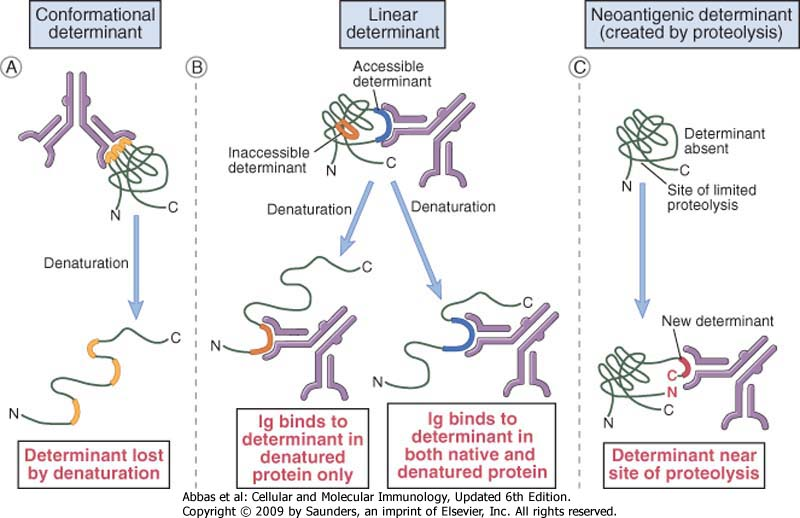 Conformational
determinant
Linear
determinant
Neoantigenic determinant
(created by proteolysis)
A
B
C
Accessible
determinant
Inaccessible
determinant
N
C
N
C
Determinant
absent
N
C
Site of limited
proteolysis
Denaturation
Denaturation
Denaturation
C
N
C
N
C
N
New determinant
C
N
N
C
Determinant lost
by denaturation
Ig binds to
determinant in
denatured
protein only
Ig binds to
determinant in
both native and
denatured protein
Determinant near
site of proteolysis
Abbas et al: Cellular and Molecular Immunology, Updated 6th Edition.
Copyright © 2009 by Saunders, an imprint of Elsevier, Inc. All rights reserved.